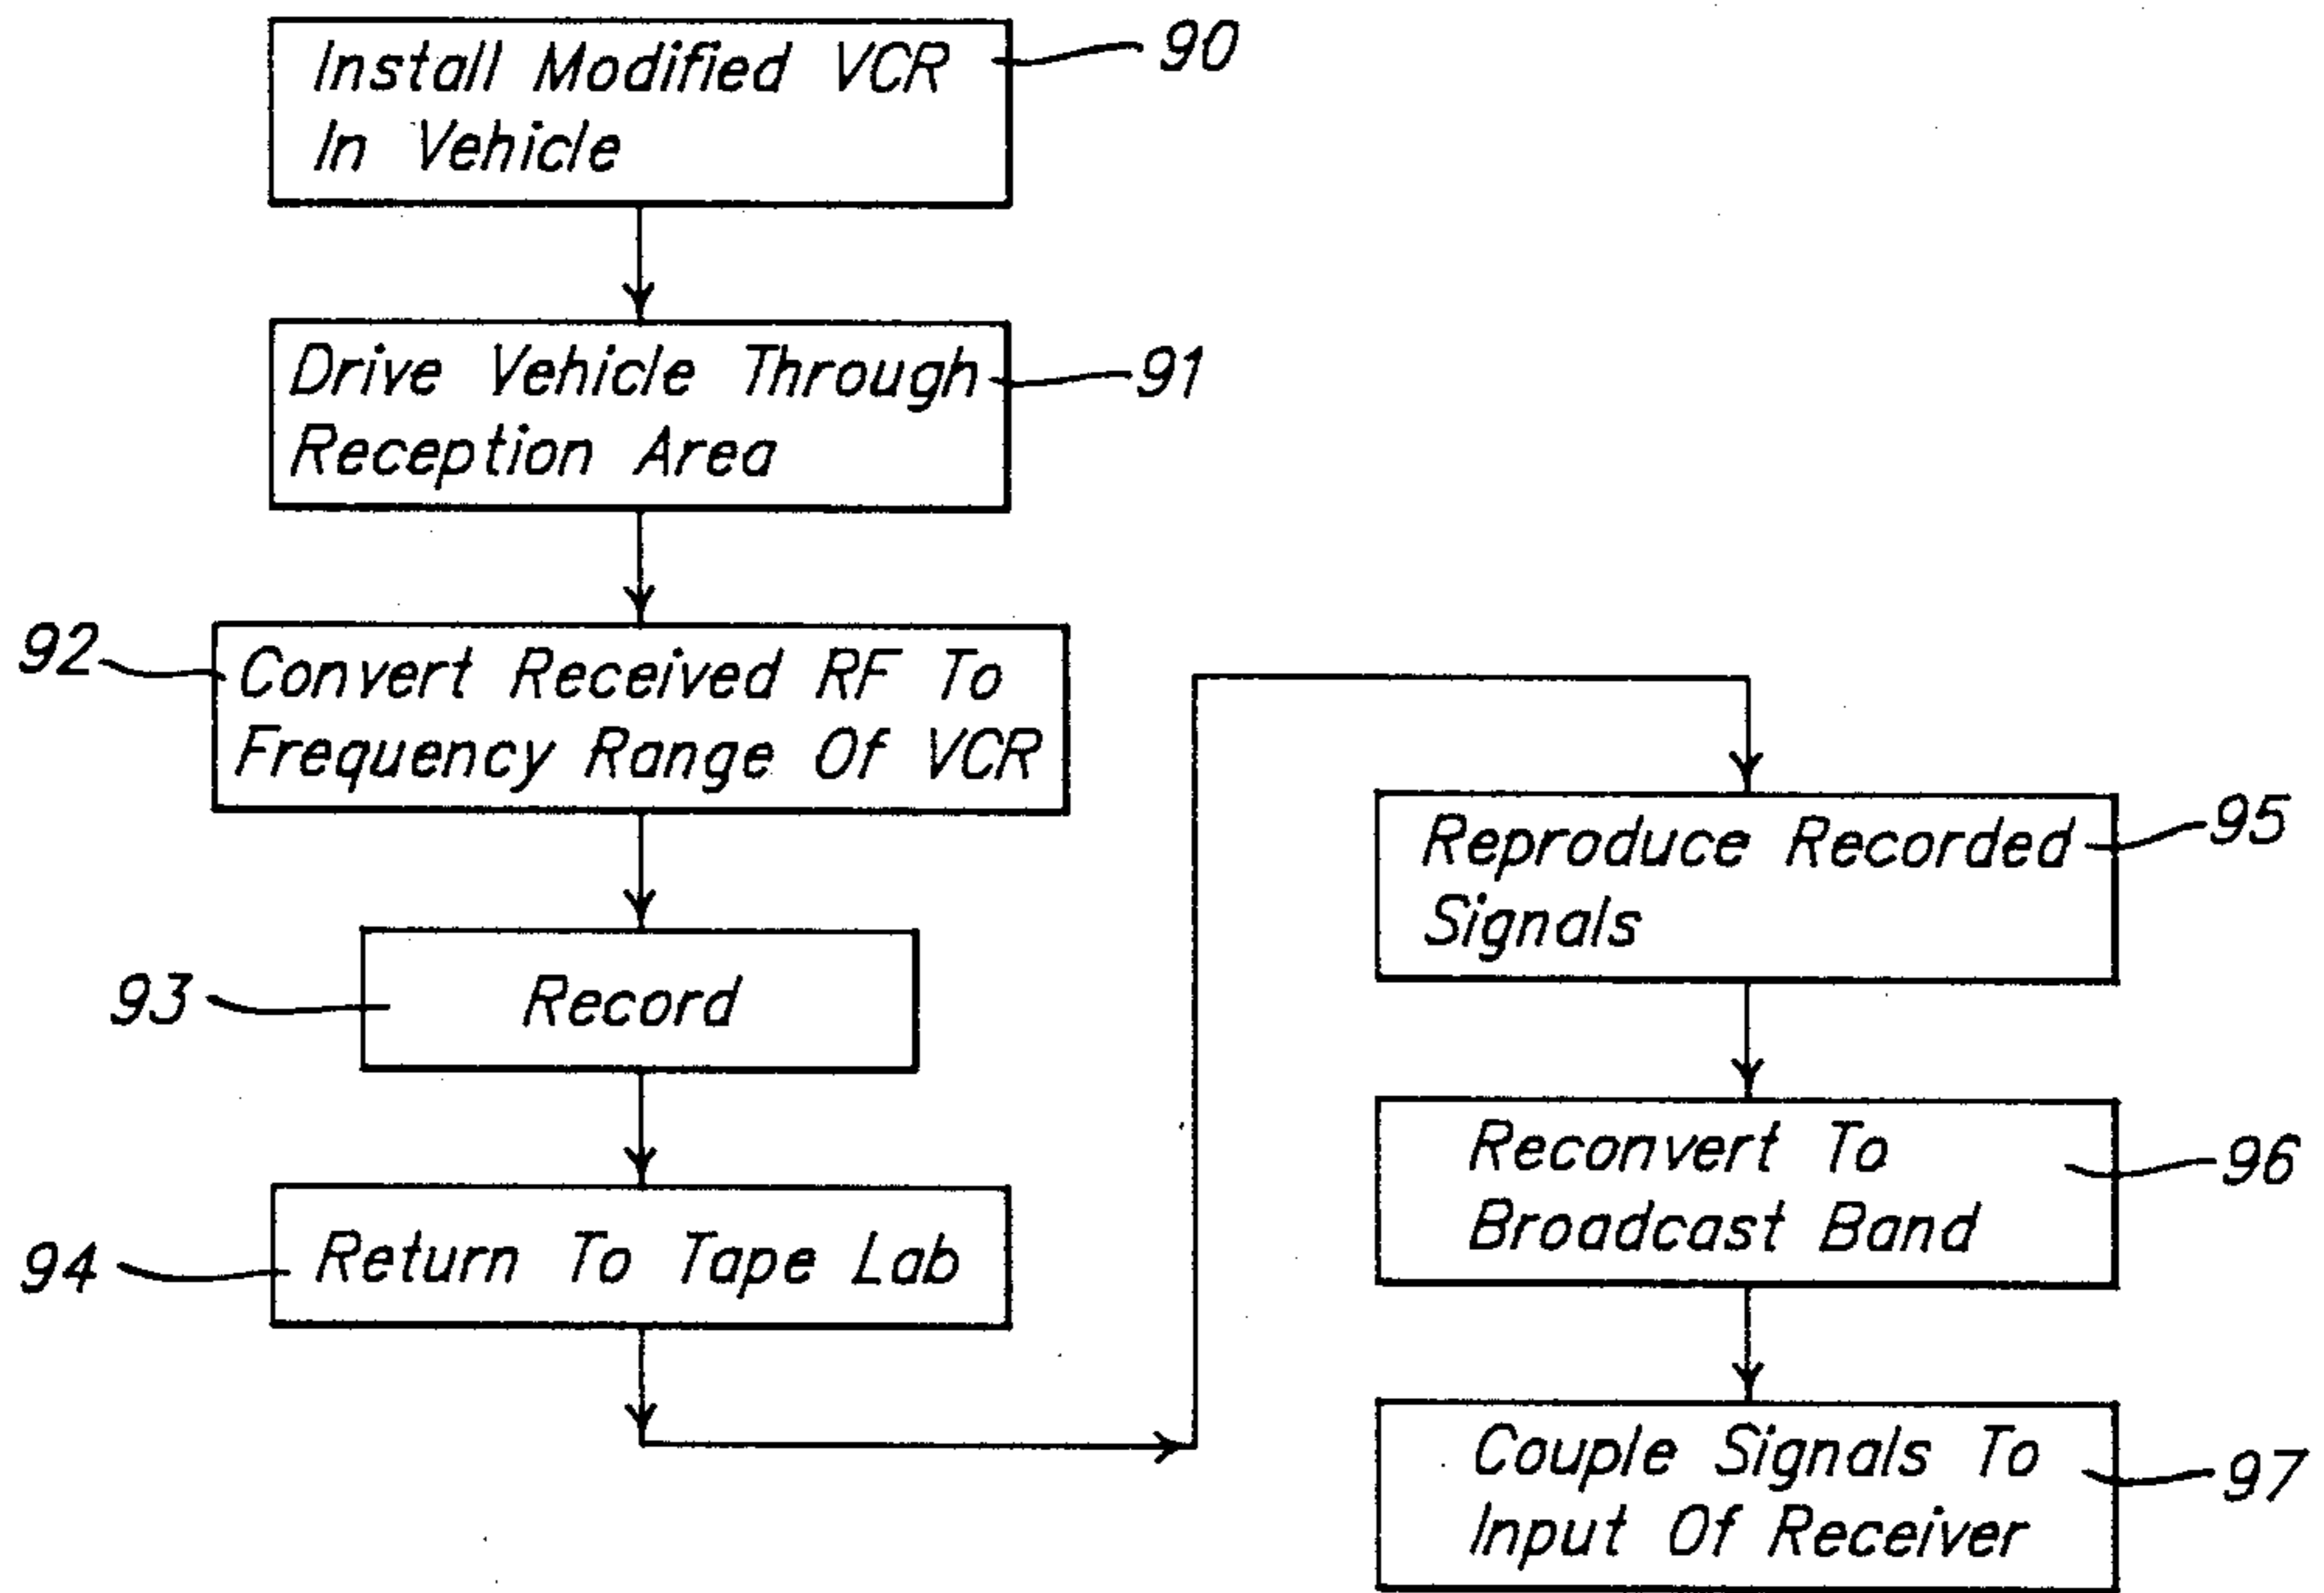 Install Modified VCR
In Vehicle
90
Drive Vehicle Through
Reception Area
91
92
Convert Received RF To
Frequency Range Of VCR
93
Record
94
Return To Tape Lab
Reproduce Recorded
Signals
95
Reconvert To
Broadcast Band
96
Couple Signals To
Input Of Receiver
97